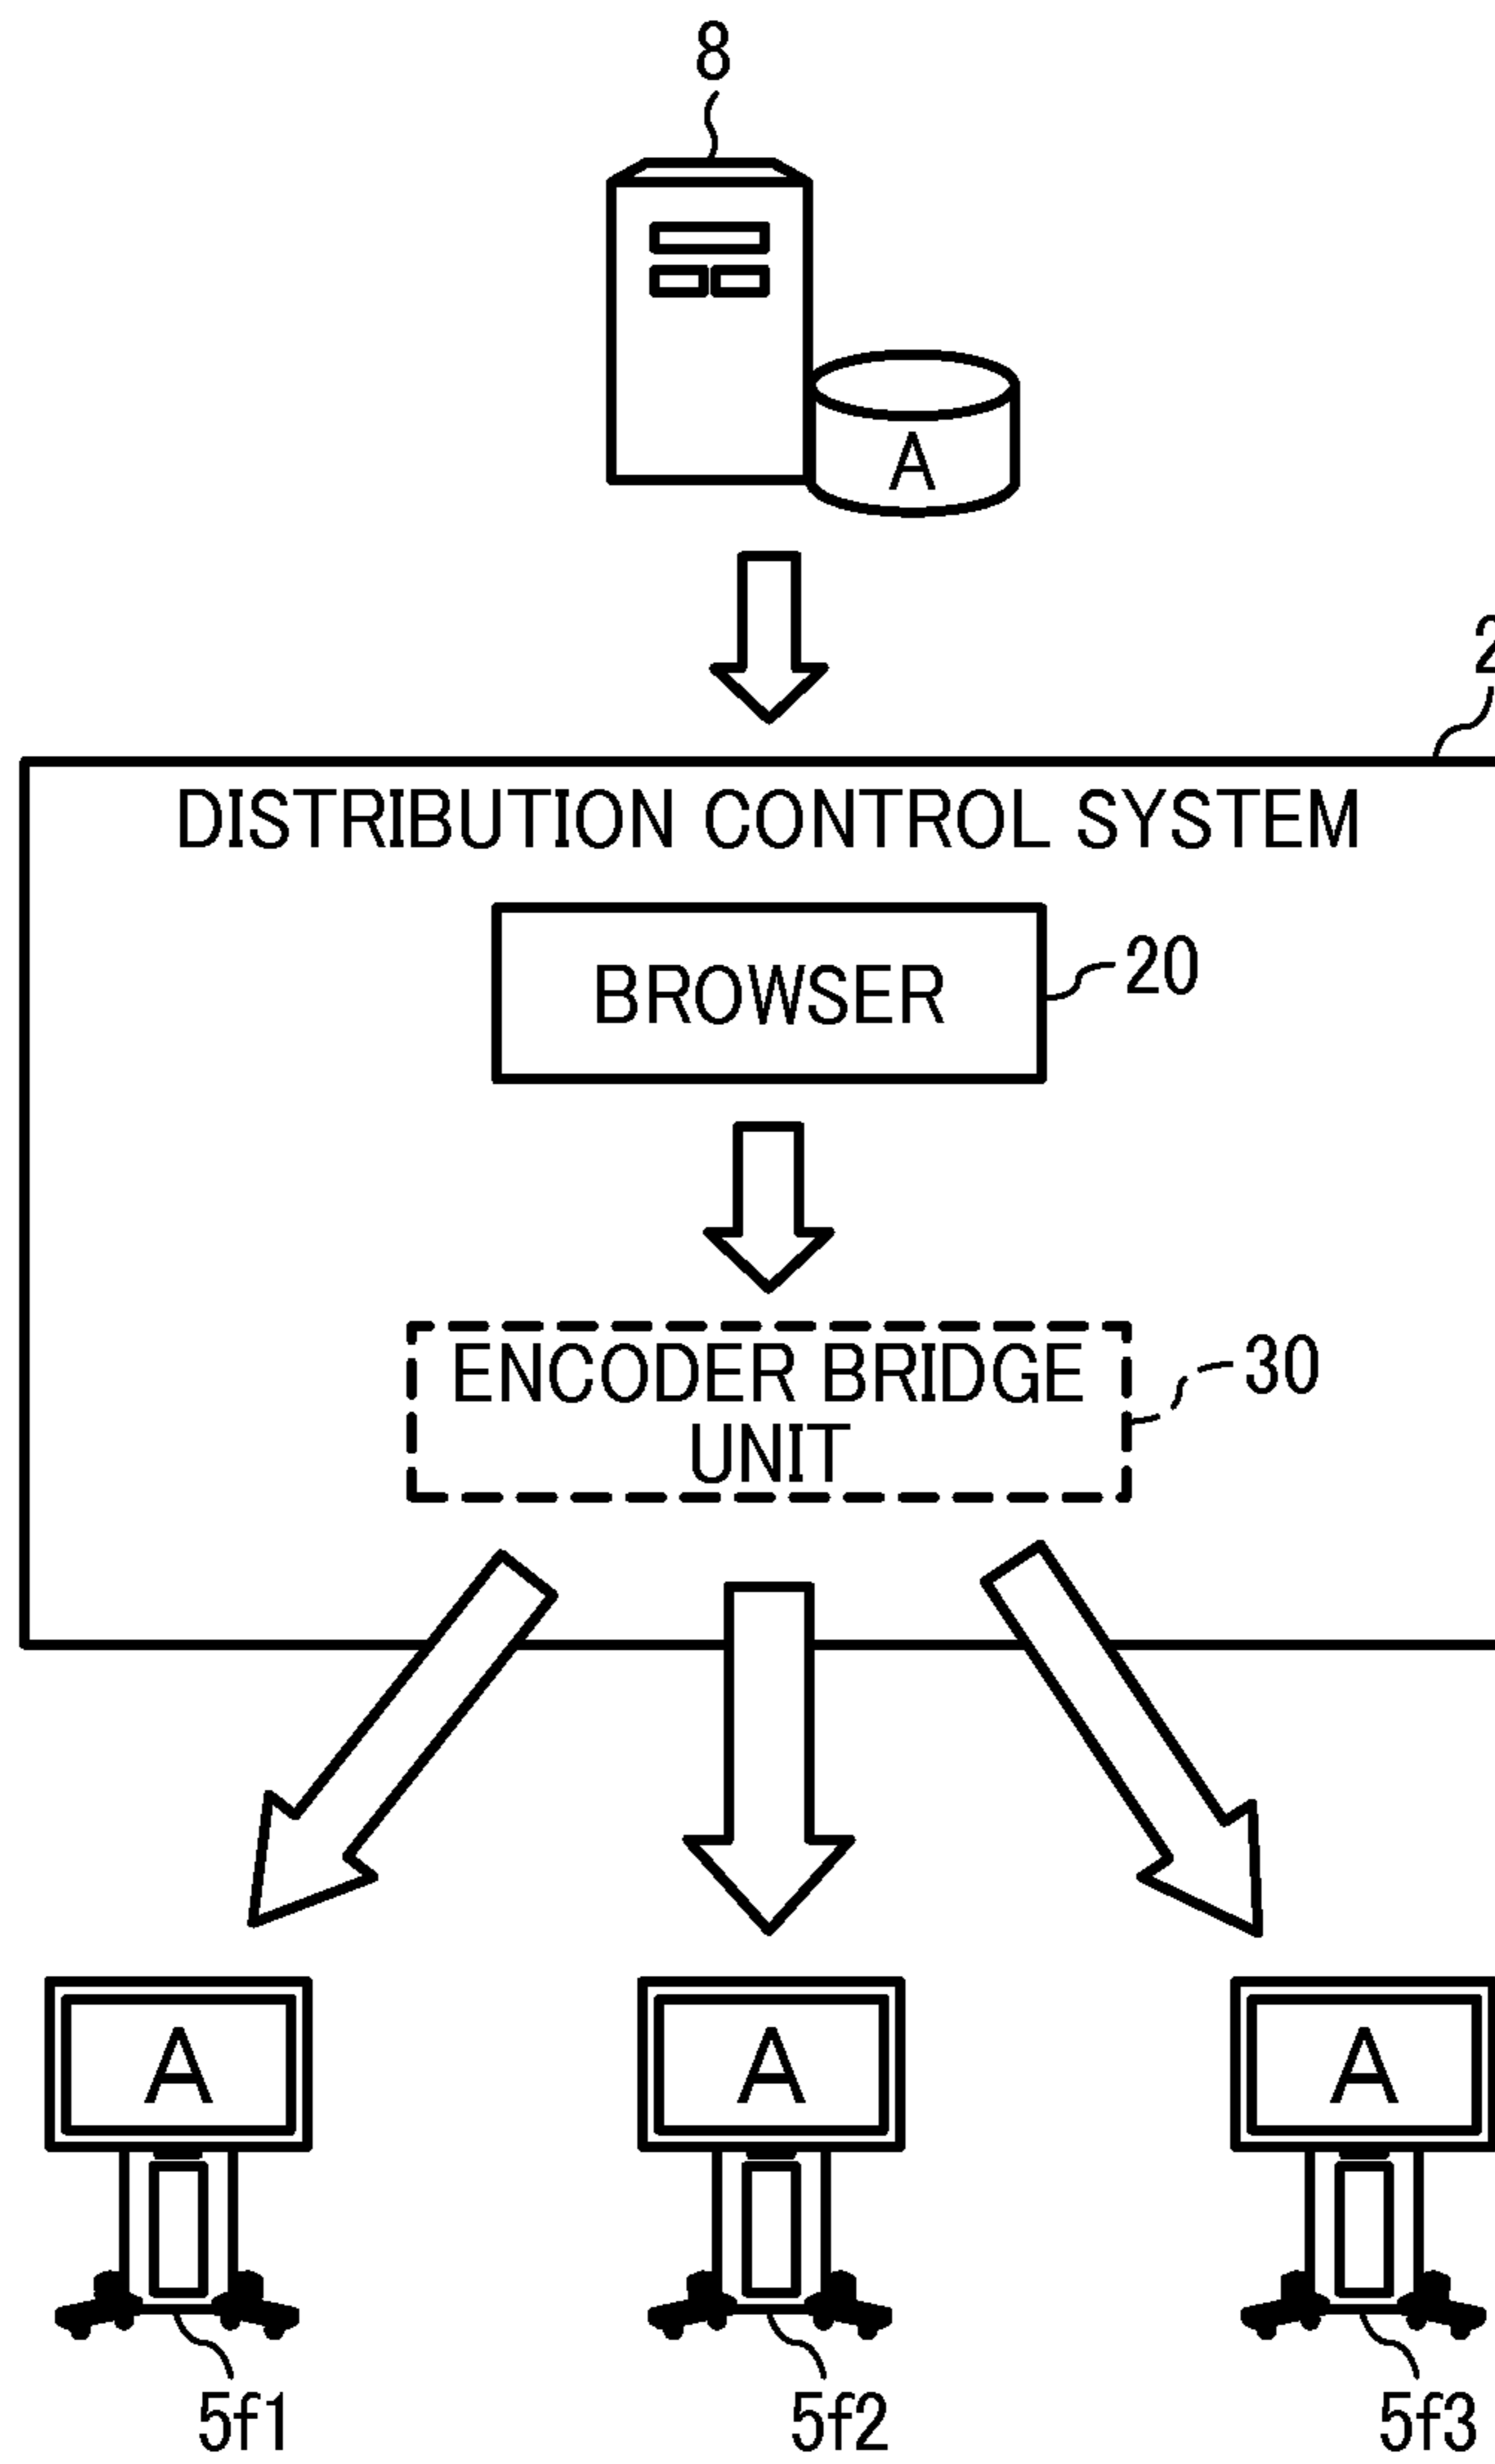 8
A
2
DISTRIBUTION CONTROL SYSTEM
BROWSER
20
ENCODER BRIDGE
UNIT
30
A
A
A
5f1
5f2
5f3